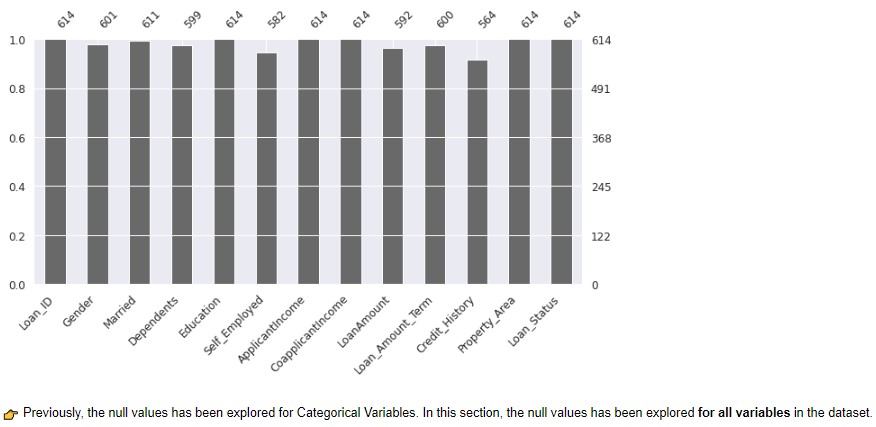 614 601 611 599 614 582 614 614 592 600 564 614 614
1.0 614
0.8 491
0.6 368
0.4 245
0.2 122
0.0 0
Loan_ID Gender Married Dependents Education Self_Employed ApplicantIncome CoapplicantIncome LoanAmount Loan_Amount_Term Credit_History Property_Area Loan_Status
Previously, the null values has been explored for Categorical Variables. In this section, the null values has been explored for all variables in the dataset.